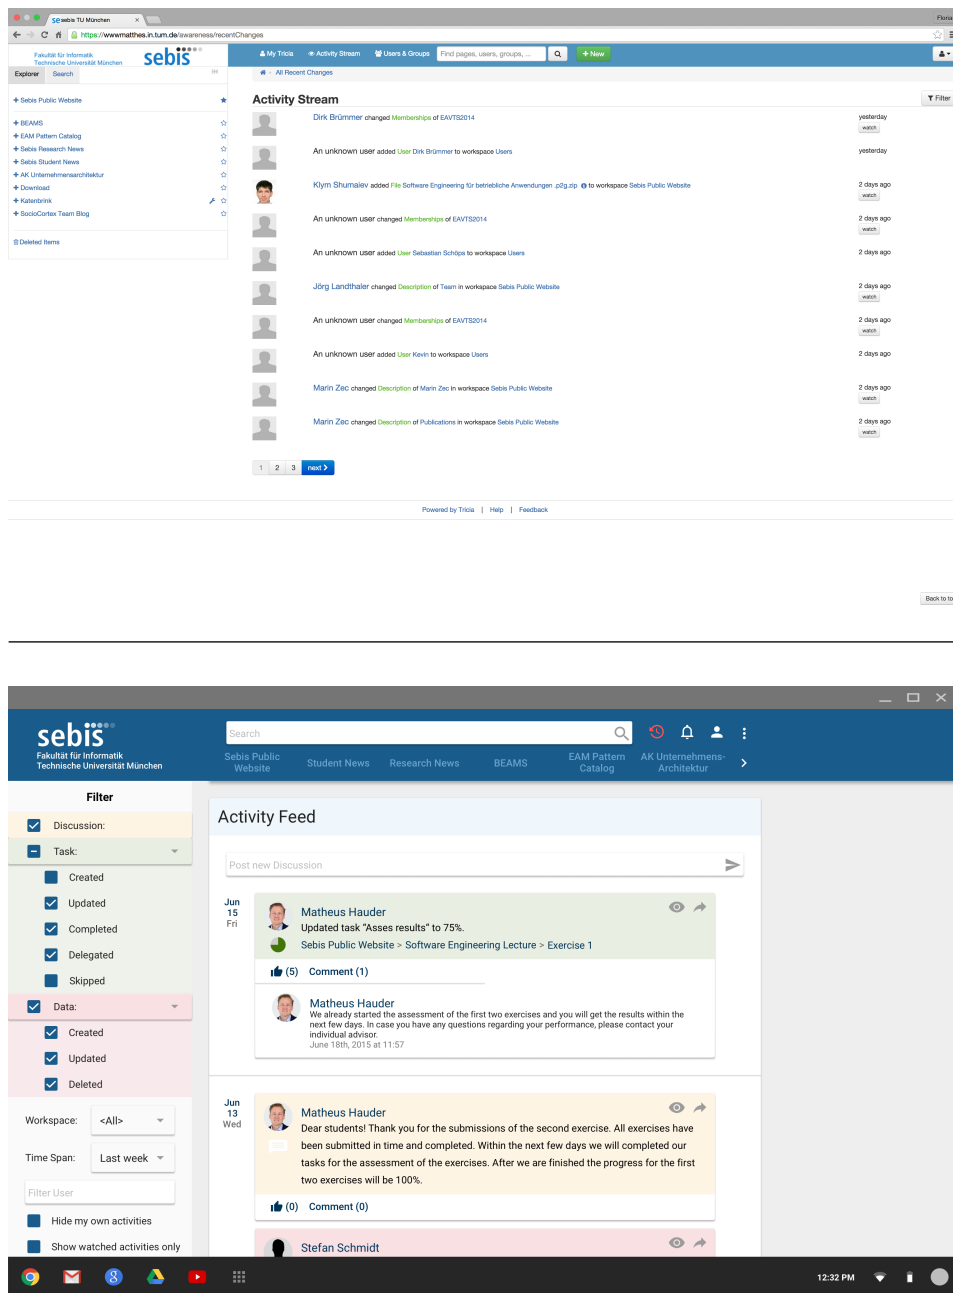 sebis TU München
Floria
https://wwwmatthes.in.tum.de/awareness/recentChanges
Fakultät für Informatik
Technische Universität München
sebis
My Tricia
Activity Stream
Users & Groups
Find pages, users, groups, ...
+ New
Explorer
Search
All Recent Changes
Sebis Public Website
BEAMS
EAM Pattern Catalog
Sebis Research News
Sebis Student News
AK Unternehmensarchitektur
Download
Katenbrink
SocioCortex Team Blog
Deleted Items
Activity Stream
Filter
Dirk Brümmer changed Memberships of EAVTS2014
yesterday
watch
An unknown user added User Dirk Brümmer to workspace Users
yesterday
Klym Shumaiev added File Software Engineering für betriebliche Anwendungen .p2g.zip to workspace Sebis Public Website
2 days ago
watch
An unknown user changed Memberships of EAVTS2014
2 days ago
watch
An unknown user added User Sebastian Schöps to workspace Users
2 days ago
Jörg Landthaler changed Description of Team in workspace Sebis Public Website
2 days ago
watch
An unknown user changed Memberships of EAVTS2014
2 days ago
watch
An unknown user added User Kevin to workspace Users
2 days ago
Marin Zec changed Description of Marin Zec in workspace Sebis Public Website
2 days ago
watch
Marin Zec changed Description of Publications in workspace Sebis Public Website
2 days ago
watch
1 2 3 next
Powered by Tricia | Help | Feedback
Back to to
sebis
Fakultät für Informatik
Technische Universität München
Search
Sebis Public
Website
Student News
Research News
BEAMS
EAM Pattern
Catalog
AK Unternehmens-
Architektur
Filter
Discussion:
Task:
Created
Updated
Completed
Delegated
Skipped
Data:
Created
Updated
Deleted
Workspace: <All>
Time Span: Last week
Filter User
Hide my own activities
Show watched activities only
Activity Feed
Post new Discussion
Jun
15
Fri
Matheus Hauder
Updated task “Asses results” to 75%.
Sebis Public Website > Software Engineering Lecture > Exercise 1
(5) Comment (1)
Matheus Hauder
We already started the assessment of the first two exercises and you will get the results within the
next few days. In case you have any questions regarding your performance, please contact your
individual advisor.
June 18th, 2015 at 11:57
Jun
13
Wed
Matheus Hauder
Dear students! Thank you for the submissions of the second exercise. All exercises have
been submitted in time and completed. Within the next few days we will completed our
tasks for the assessment of the exercises. After we are finished the progress for the first
two exercises will be 100%.
(0) Comment (0)
Stefan Schmidt
12:32 PM